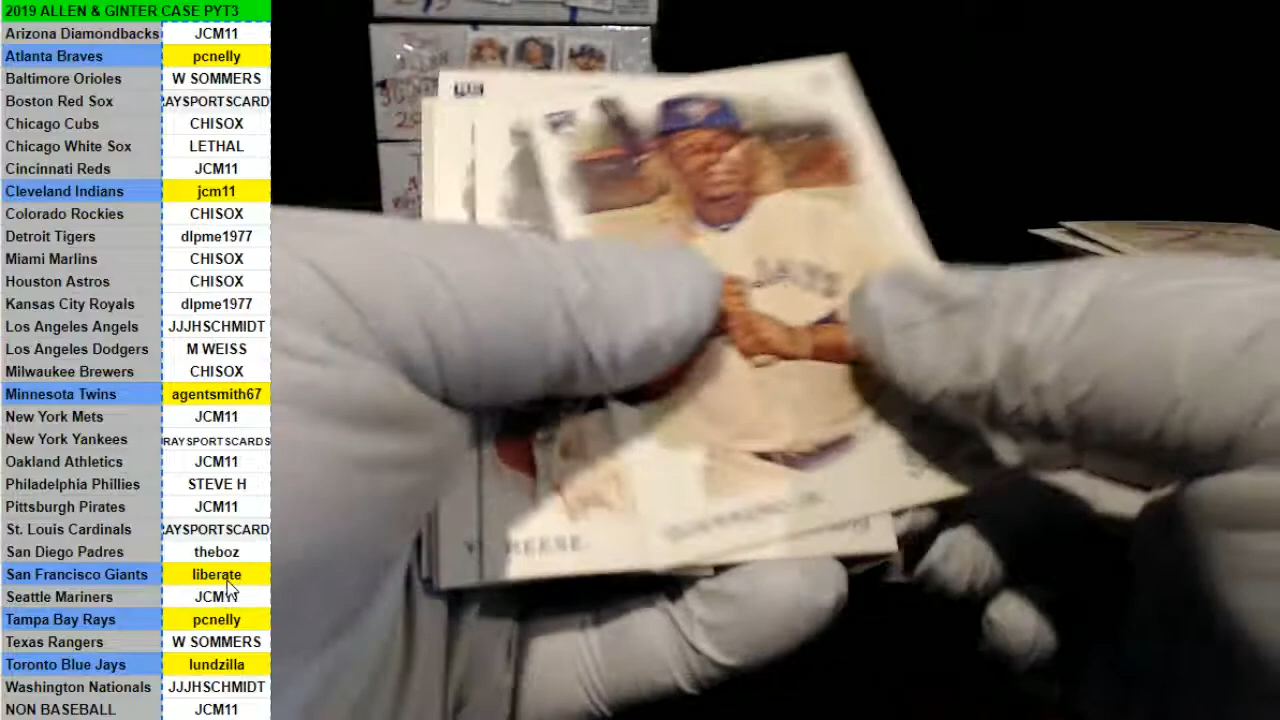 2019 ALLEN & GINTER CASE PYT3
Arizona Diamondbacks JCM11
Atlanta Braves pcnelly
Baltimore Orioles W SOMMERS
Boston Red Sox AYSPORTSCARD
Chicago Cubs CHISOX
Chicago White Sox LETHAL
Cincinnati Reds JCM11
Cleveland Indians jcm11
Colorado Rockies CHISOX
Detroit Tigers dlpme1977
Miami Marlins CHISOX
Houston Astros CHISOX
Kansas City Royals dlpme1977
Los Angeles Angels JJJHSCHMIDT
Los Angeles Dodgers M WEISS
Milwaukee Brewers CHISOX
Minnesota Twins agentsmith67
New York Mets JCM11
New York Yankees RAYSPORTSCARDS
Oakland Athletics JCM11
Philadelphia Phillies STEVE H
Pittsburgh Pirates JCM11
St. Louis Cardinals AYSPORTSCARD
San Diego Padres theboz
San Francisco Giants liberate
Seattle Mariners JCM11
Tampa Bay Rays pcnelly
Texas Rangers W SOMMERS
Toronto Blue Jays lundzilla
Washington Nationals JJJHSCHMIDT
NON BASEBALL JCM11
REESE